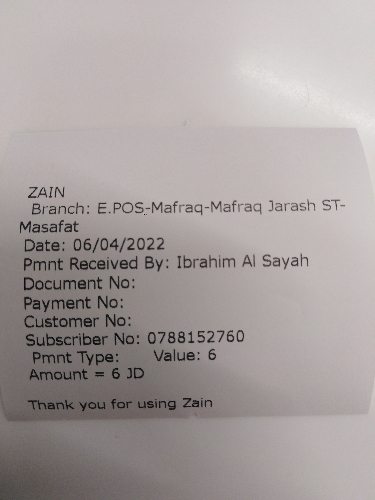 ZAIN
Branch: E.POS-Mafraq-Mafraq Jarash ST-
Masafat
Date: 06/04/2022
Pmnt Received By: Ibrahim Al Sayah
Document No:
Payment No:
Customer No:
Subscriber No: 0788152760
Pmnt Type: Value: 6
Amount = 6 JD
Thank you for using Zain